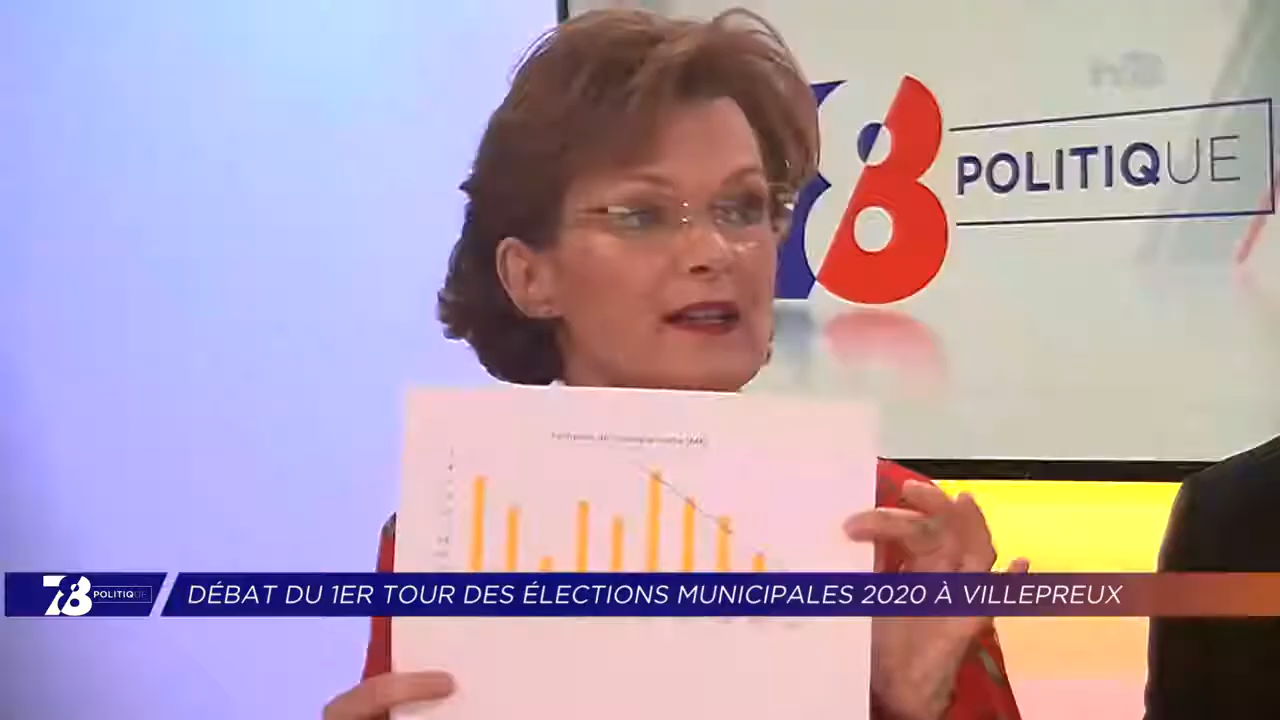 78
POLITIQUE
78 POLITIQUE
DÉBAT DU 1ER TOUR DES ÉLECTIONS MUNICIPALES 2020 À VILLEPREUX